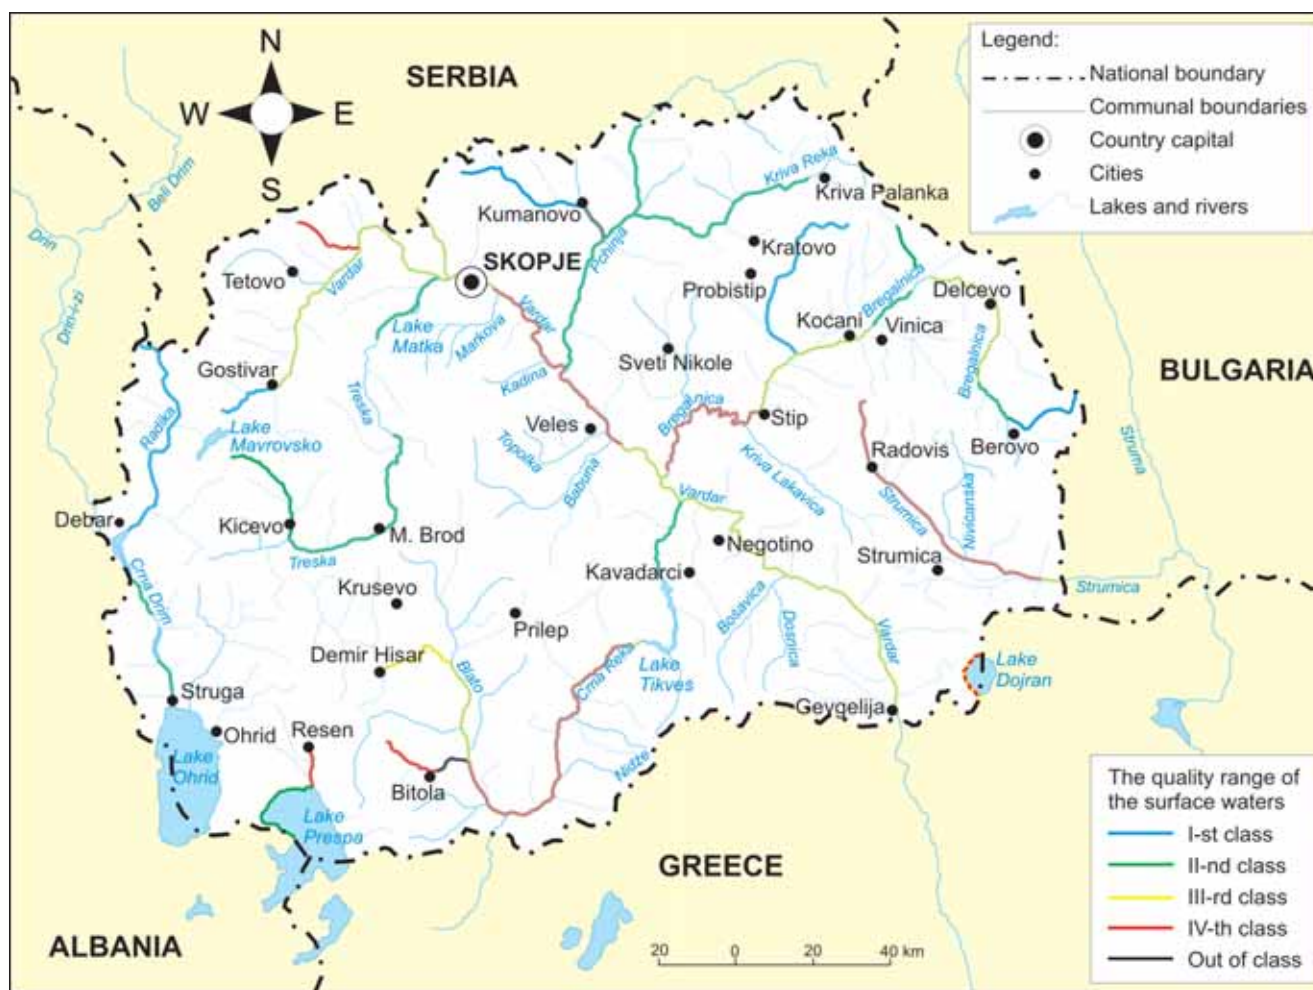 N
W
E
S
SERBIA
Legend:
National boundary
Communal boundaries
Country capital
Cities
Lakes and rivers
Beli Drim
Drin
Drin-i-zi
Kumanovo
Kriva Reka
Kriva Palanka
Pchinja
Kratovo
SKOPJE
Tetovo
Vardar
Probistip
Bregalnica
Delcevo
Vardar
Lake
Matka
Markova
Kocani
Vinica
Sveti Nikole
Kadina
Gostivar
Treska
Bregalnica
BULGARIA
Radika
Lake
Mavrovsko
Veles
Bregalnica
Stip
Topolka
Babuna
Kriva Lakavica
Radovis
Berovo
Struma
Vardar
Strumica
Nivicanska
Debar
Kicevo
M. Brod
Treska
Negotino
Kavadarci
Strumica
Strumica
Crna Drim
Krusevo
Prilep
Bosavica
Dosnica
Vardar
Demir Hisar
Blato
Crna Reka
Lake
Tikves
Lake
Dojran
Struga
Ohrid
Resen
Gevgelija
Lake
Ohrid
Nidze
Bitola
Lake
Prespa
GREECE
ALBANIA
20 0 20 40 km
The quality range of
the surface waters
I-st class
II-nd class
III-rd class
IV-th class
Out of class